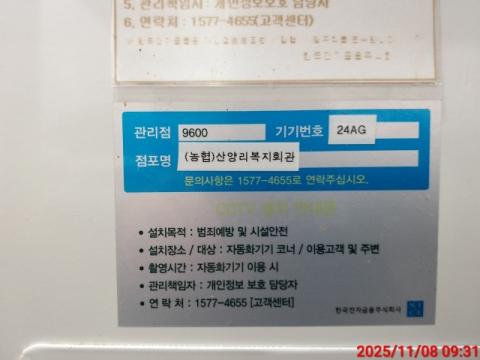 5. 관리책임자 : 개인정보보호 담당자
6. 연락처 : 1577-4655(고객센터)
관리점 9600 기기번호 24AG
점포명 (농협)산양리복지회관
문의사항은 1577-4655로 연락주십시오.
CCTV 설치 안내문
• 설치목적 : 범죄예방 및 시설안전
• 설치장소 / 대상 : 자동화기기 코너 / 이용고객 및 주변
• 촬영시간 : 자동화기기 이용 시
• 관리책임자 : 개인정보 보호 담당자
• 연 락 처 : 1577-4655 [고객센터]
한국전자금융주식회사
2025/11/08 09:31